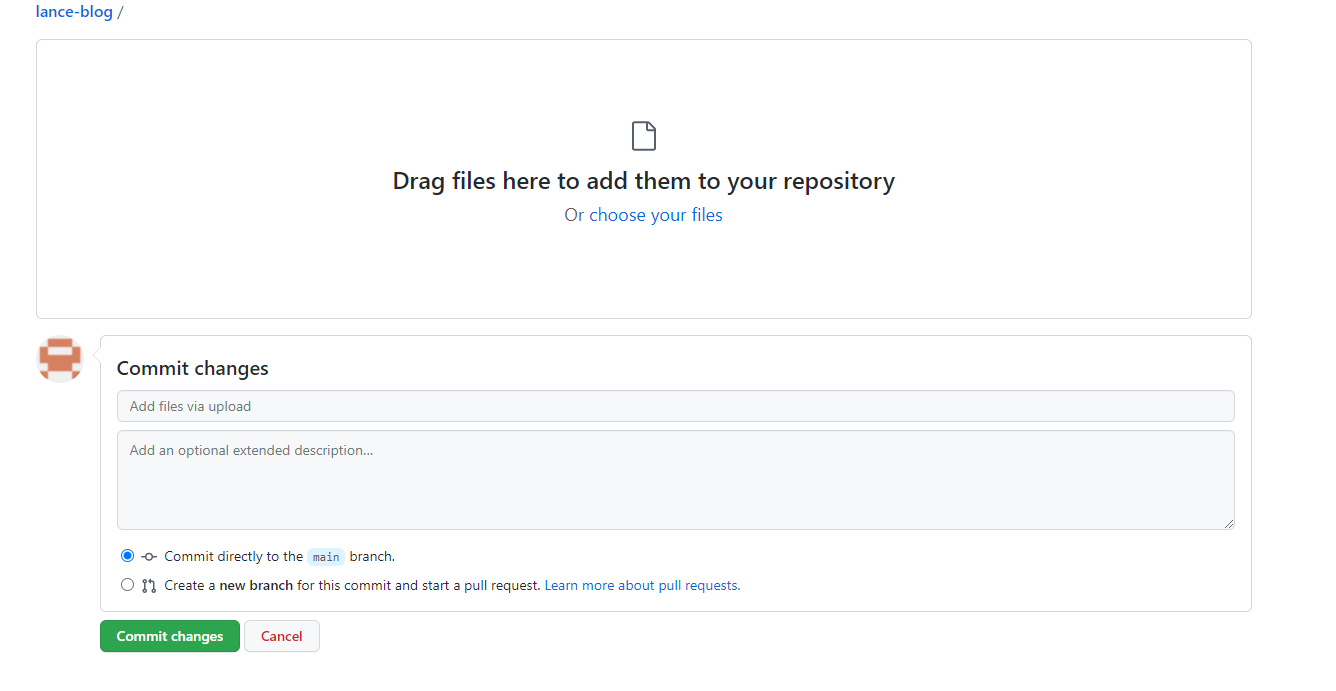 lance-blog /
Drag files here to add them to your repository
Or choose your files
Commit changes
Add files via upload
Add an optional extended description...
Commit directly to the main branch.
Create a new branch for this commit and start a pull request. Learn more about pull requests.
Commit changes Cancel